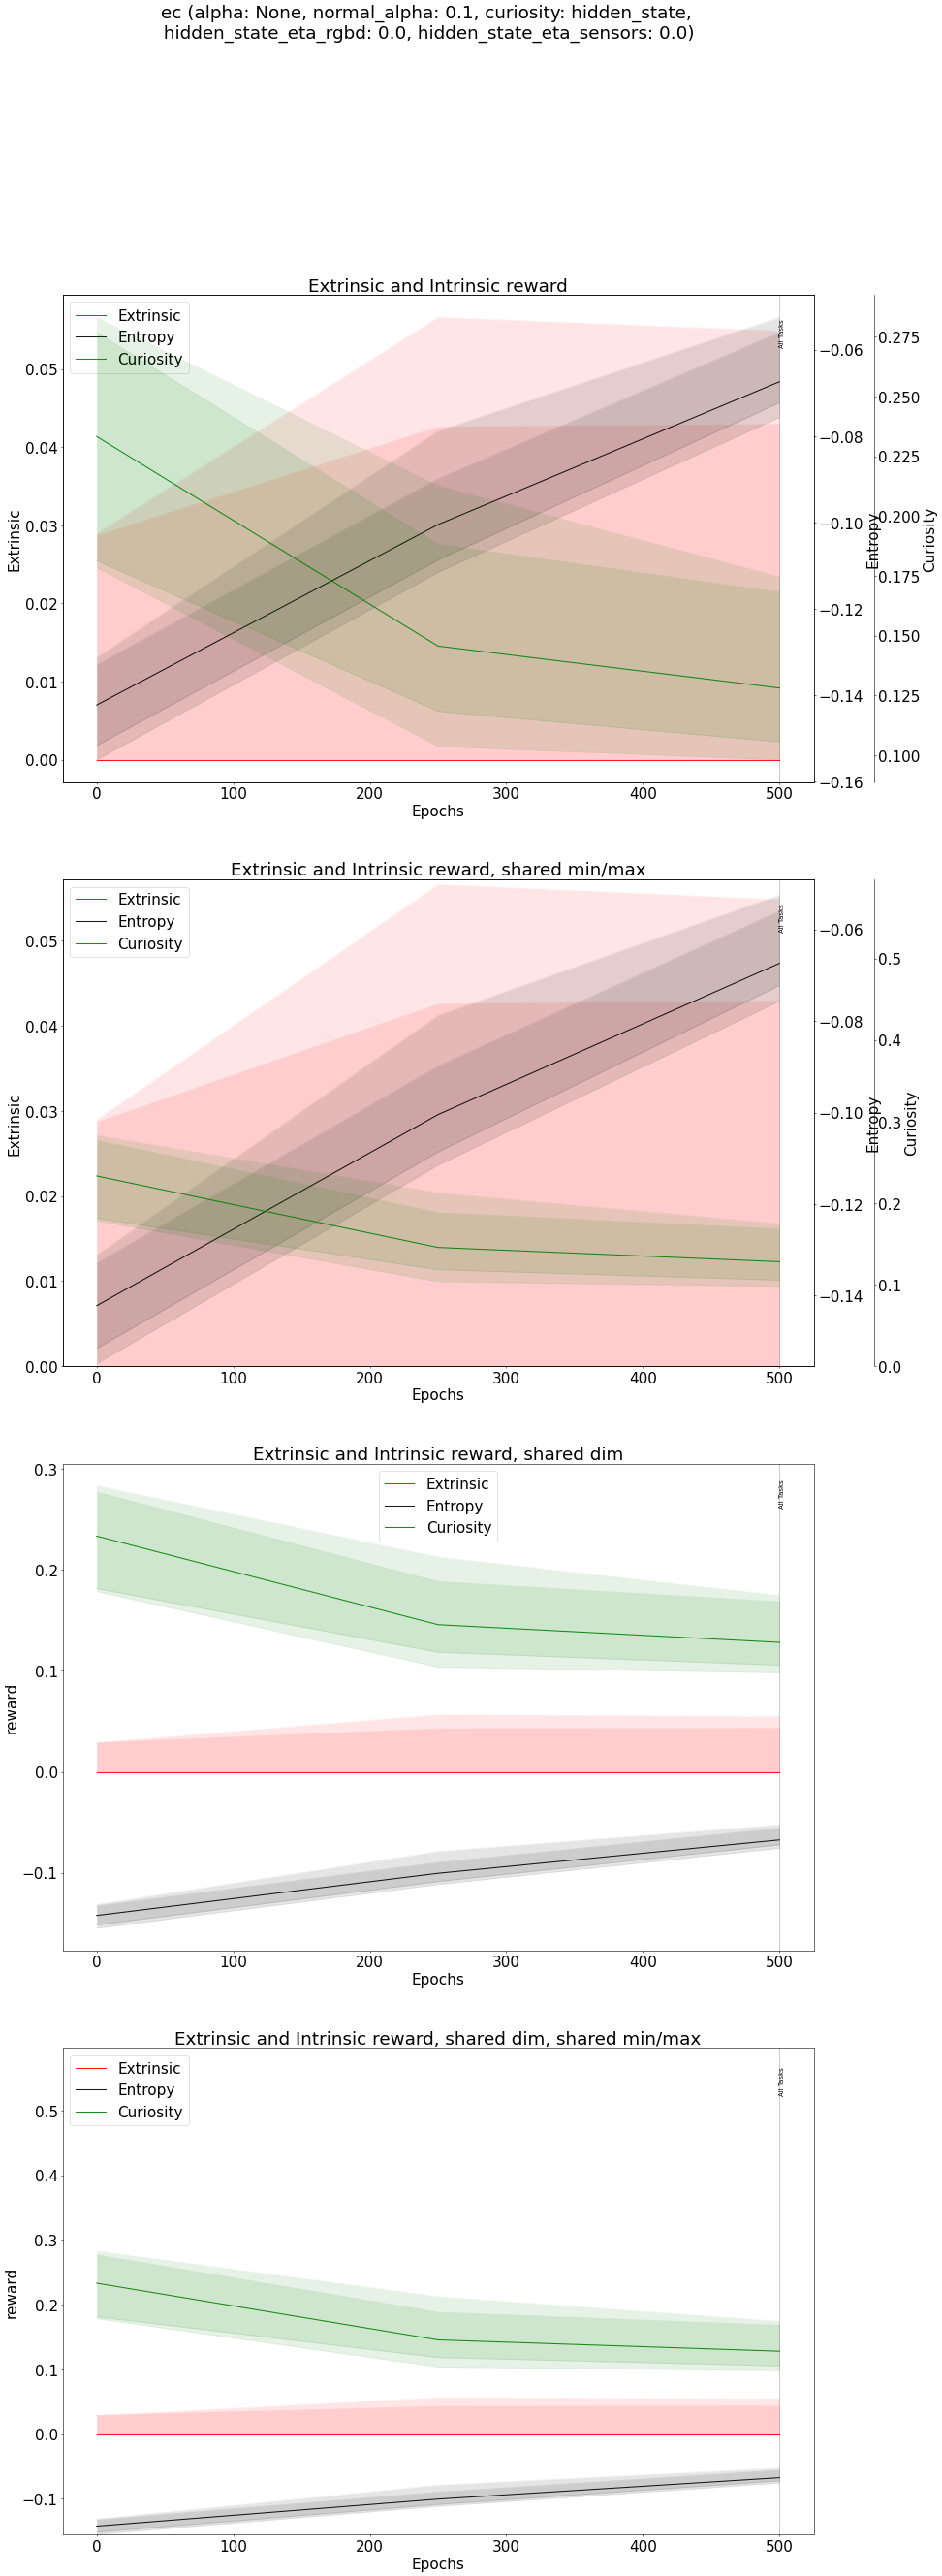 ec (alpha: None, normal_alpha: 0.1, curiosity: hidden_state,
hidden_state_eta_rgbd: 0.0, hidden_state_eta_sensors: 0.0)
Extrinsic and Intrinsic reward
Extrinsic
Entropy
Curiosity
All Tasks
0.05
0.04
0.03
0.02
0.01
0.00
Extrinsic
−0.06
−0.08
−0.10
−0.12
−0.14
−0.16
Entropy
0.275
0.250
0.225
0.200
0.175
0.150
0.125
0.100
Curiosity
0 100 200 300 400 500
Epochs
Extrinsic and Intrinsic reward, shared min/max
Extrinsic
Entropy
Curiosity
All Tasks
0.05
0.04
0.03
0.02
0.01
0.00
Extrinsic
−0.06
−0.08
−0.10
−0.12
−0.14
Entropy
0.5
0.4
0.3
0.2
0.1
0.0
Curiosity
0 100 200 300 400 500
Epochs
Extrinsic and Intrinsic reward, shared dim
Extrinsic
Entropy
Curiosity
All Tasks
0.3
0.2
0.1
0.0
−0.1
reward
0 100 200 300 400 500
Epochs
Extrinsic and Intrinsic reward, shared dim, shared min/max
Extrinsic
Entropy
Curiosity
All Tasks
0.5
0.4
0.3
0.2
0.1
0.0
−0.1
reward
0 100 200 300 400 500
Epochs